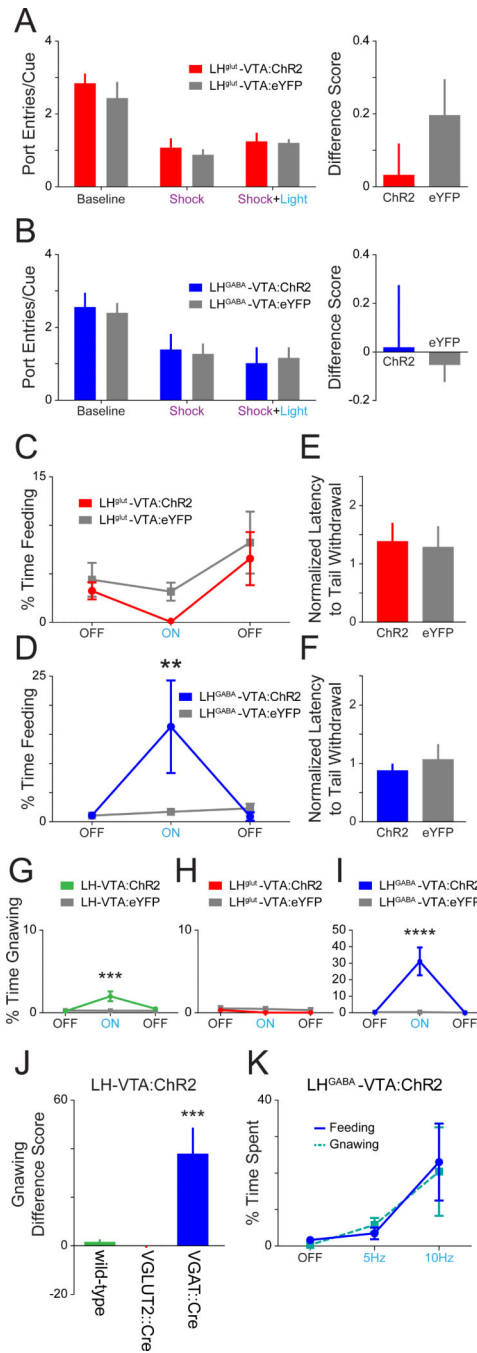 A
Port Entries/Cue
4
2
0
LHglut-VTA:ChR2
LHglut-VTA:eYFP
Baseline
Shock
Shock+Light
Difference Score
0.4
0.2
0
ChR2 eYFP
B
Port Entries/Cue
4
2
0
LHGABA-VTA:ChR2
LHGABA-VTA:eYFP
Baseline
Shock
Shock+Light
Difference Score
0.4
0.2
0
-0.2
ChR2
eYFP
C
% Time Feeding
15
0
LHglut-VTA:ChR2
LHglut-VTA:eYFP
OFF ON OFF
E
Normalized Latency
to Tail Withdrawal
2
1
0
ChR2 eYFP
D
% Time Feeding
25
0
**
LHGABA-VTA:ChR2
LHGABA-VTA:eYFP
OFF ON OFF
F
Normalized Latency
to Tail Withdrawal
2
1
0
ChR2 eYFP
G
LH-VTA:ChR2
LH-VTA:eYFP
% Time Gnawing
10
0
***
OFF ON OFF
H
LHglut-VTA:ChR2
LHglut-VTA:eYFP
10
0
OFF ON OFF
I
LHGABA-VTA:ChR2
LHGABA-VTA:eYFP
50
40
30
20
10
0
****
OFF ON OFF
J
LH-VTA:ChR2
Gnawing
Difference Score
60
0
-20
***
wild-type
VGLUT2::Cre
VGAT::Cre
K
LHGABA-VTA:ChR2
% Time Spent
40
0
Feeding
Gnawing
OFF 5Hz 10Hz